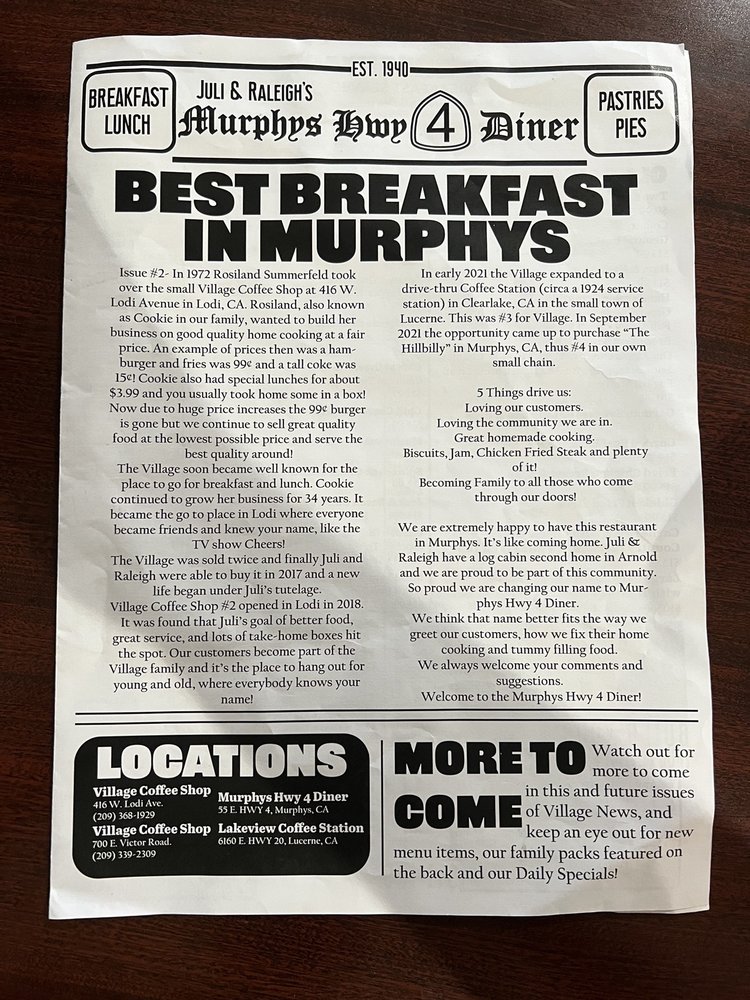 EST. 1940
BREAKFAST
LUNCH
JULI & RALEIGH'S
Murphys Hwy 4 Diner
PASTRIES
PIES
BEST BREAKFAST
IN MURPHYS
Issue #2- In 1972 Rosiland Summerfeld took
over the small Village Coffee Shop at 416 W.
Lodi Avenue in Lodi, CA. Rosiland, also known
as Cookie in our family, wanted to build her
business on good quality home cooking at a fair
price. An example of prices then was a ham-
burger and fries was 99¢ and a tall coke was
15¢! Cookie also had special lunches for about
$3.99 and you usually took home some in a box!
Now due to huge price increases the 99¢ burger
is gone but we continue to sell great quality
food at the lowest possible price and serve the
best quality around!
The Village soon became well known for the
place to go for breakfast and lunch. Cookie
continued to grow her business for 34 years. It
became the go to place in Lodi where everyone
became friends and knew your name, like the
TV show Cheers!
The Village was sold twice and finally Juli and
Raleigh were able to buy it in 2017 and a new
life began under Juli's tutelage.
Village Coffee Shop #2 opened in Lodi in 2018.
It was found that Juli's goal of better food,
great service, and lots of take-home boxes hit
the spot. Our customers become part of the
Village family and it's the place to hang out for
young and old, where everybody knows your
name!
In early 2021 the Village expanded to a
drive-thru Coffee Station (circa a 1924 service
station) in Clearlake, CA in the small town of
Lucerne. This was #3 for Village. In September
2021 the opportunity came up to purchase "The
Hillbilly" in Murphys, CA, thus #4 in our own
small chain.
5 Things drive us:
Loving our customers.
Loving the community we are in.
Great homemade cooking.
Biscuits, Jam, Chicken Fried Steak and plenty
of it!
Becoming Family to all those who come
through our doors!
We are extremely happy to have this restaurant
in Murphys. It's like coming home. Juli &
Raleigh have a log cabin second home in Arnold
and we are proud to be part of this community.
So proud we are changing our name to Mur-
phys Hwy 4 Diner.
We think that name better fits the way we
greet our customers, how we fix their home
cooking and tummy filling food.
We always welcome your comments and
suggestions.
Welcome to the Murphys Hwy 4 Diner!
LOCATIONS
Village Coffee Shop
416 W. Lodi Ave.
(209) 368-1929
Village Coffee Shop
700 E. Victor Road.
(209) 339-2309
Murphys Hwy 4 Diner
55 E. HWY 4, Murphys, CA
Lakeview Coffee Station
6160 E. HWY 20, Lucerne, CA
MORE TO
COME
Watch out for
more to come
in this and future issues
of Village News, and
keep an eye out for new
menu items, our family packs featured on
the back and our Daily Specials!